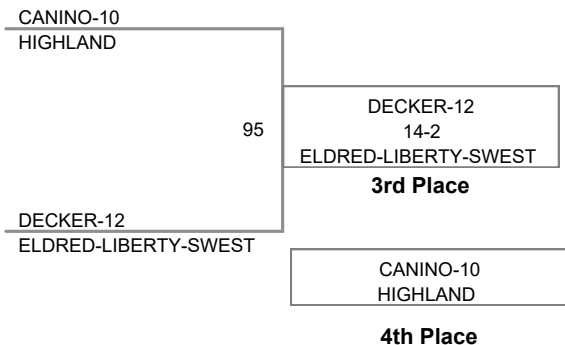 CANINO-10
HIGHLAND
95
DECKER-12
14-2
ELDRED-LIBERTY-SWEST
3rd Place
DECKER-12
ELDRED-LIBERTY-SWEST
CANINO-10
HIGHLAND
4th Place